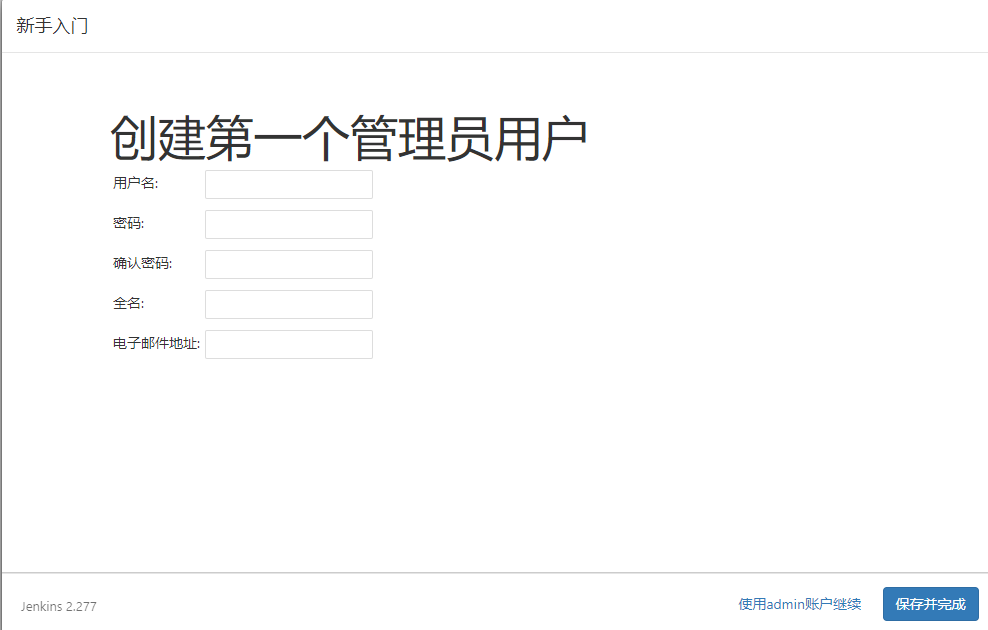 新手入门
创建第一个管理员用户
用户名:
密码:
确认密码:
全名:
电子邮件地址:
Jenkins 2.277
使用admin账户继续
保存并完成